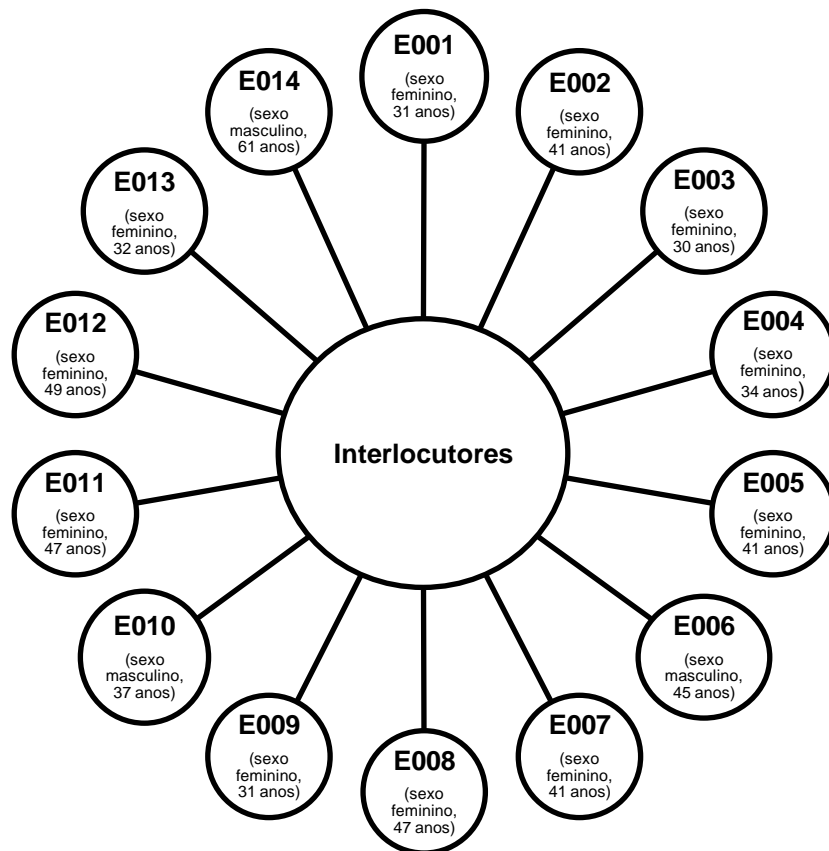 E001
(sexo
feminino,
31 anos)
E002
(sexo
feminino,
41 anos)
E003
(sexo
feminino,
30 anos)
E004
(sexo
feminino,
34 anos)
E005
(sexo
feminino,
41 anos)
E006
(sexo
masculino,
45 anos)
E007
(sexo
feminino,
41 anos)
E008
(sexo
feminino,
47 anos)
E009
(sexo
feminino,
31 anos)
E010
(sexo
masculino,
37 anos)
E011
(sexo
feminino,
47 anos)
E012
(sexo
feminino,
49 anos)
E013
(sexo
feminino,
32 anos)
E014
(sexo
masculino,
61 anos)
Interlocutores